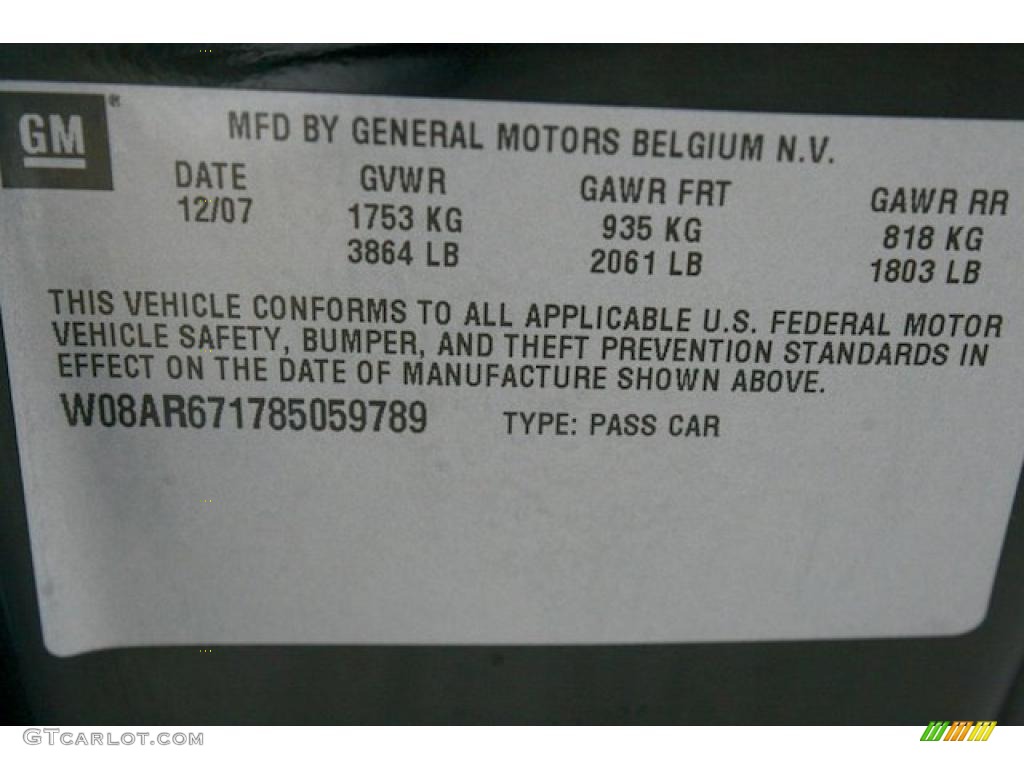 GM®
MFD BY GENERAL MOTORS BELGIUM N.V.
DATE GVWR GAWR FRT GAWR RR
12/07 1753 KG 935 KG 818 KG
3864 LB 2061 LB 1803 LB
THIS VEHICLE CONFORMS TO ALL APPLICABLE U.S. FEDERAL MOTOR
VEHICLE SAFETY, BUMPER, AND THEFT PREVENTION STANDARDS IN
EFFECT ON THE DATE OF MANUFACTURE SHOWN ABOVE.
W08AR671785059789 TYPE: PASS CAR
GTCARLOT.COM